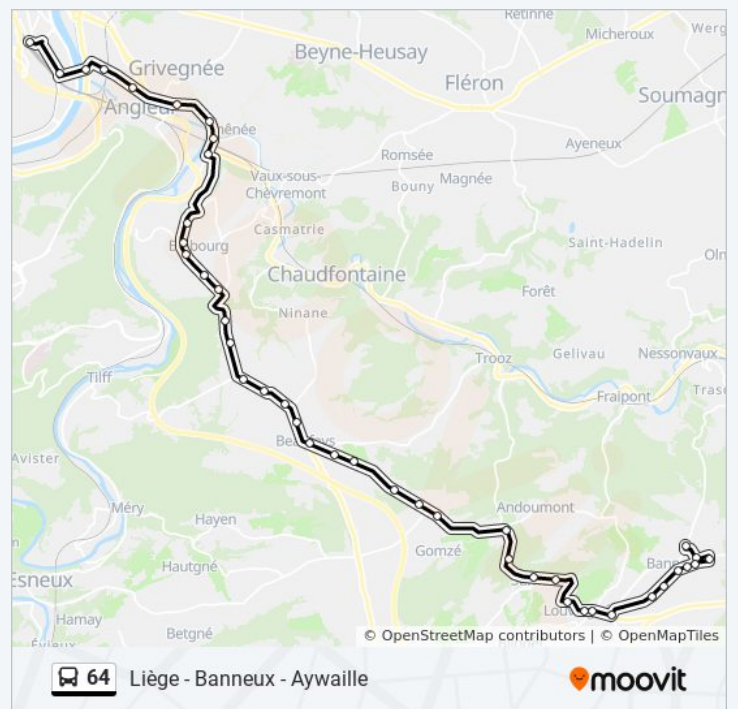 Retinne
Micheroux
Beyne-Heusay
Grivegnée
Fléron
Soumagn
Angleur
Ayeneux
Romsée
Vaux-sous-
Chèvremont
Bouny
Magnée
Casmatrie
Saint-Hadelin
Chaudfontaine
Forêt
Ninane
Trooz
Gelivau
Nessonvaux
Tilff
Fraipont
Avister
Méry
Hayen
Andoumont
Gomzé
Hautgné
Esneux
Hamay
Betgné
© OpenStreetMap contributors | © OpenMapTiles
64
Liège - Banneux - Aywaille
moovit